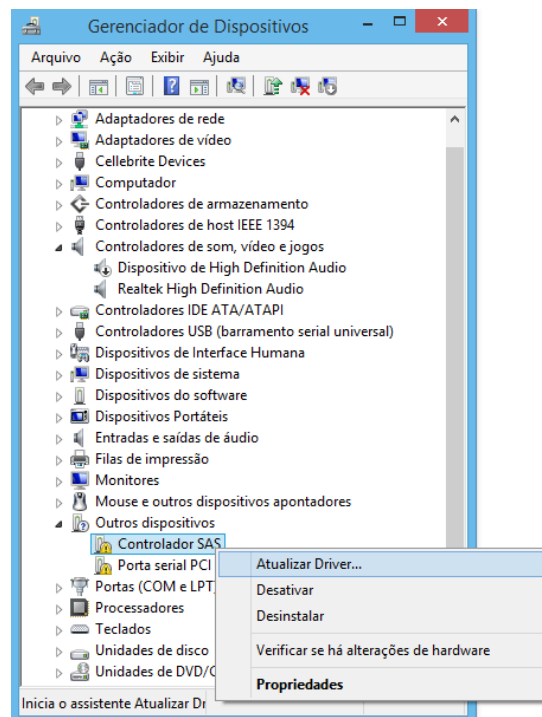 Gerenciador de Dispositivos
Arquivo Ação Exibir Ajuda
Adaptadores de rede
Adaptadores de vídeo
Cellebrite Devices
Computador
Controladores de armazenamento
Controladores de host IEEE 1394
Controladores de som, vídeo e jogos
Dispositivo de High Definition Audio
Realtek High Definition Audio
Controladores IDE ATA/ATAPI
Controladores USB (barramento serial universal)
Dispositivos de Interface Humana
Dispositivos de sistema
Dispositivos do software
Dispositivos Portáteis
Entradas e saídas de áudio
Filas de impressão
Monitores
Mouse e outros dispositivos apontadores
Outros dispositivos
Controlador SAS
Porta serial PCI
Portas (COM e LPT
Processadores
Teclados
Unidades de disco
Unidades de DVD/
Atualizar Driver...
Desativar
Desinstalar
Verificar se há alterações de hardware
Propriedades
Inicia o assistente Atualizar Dr